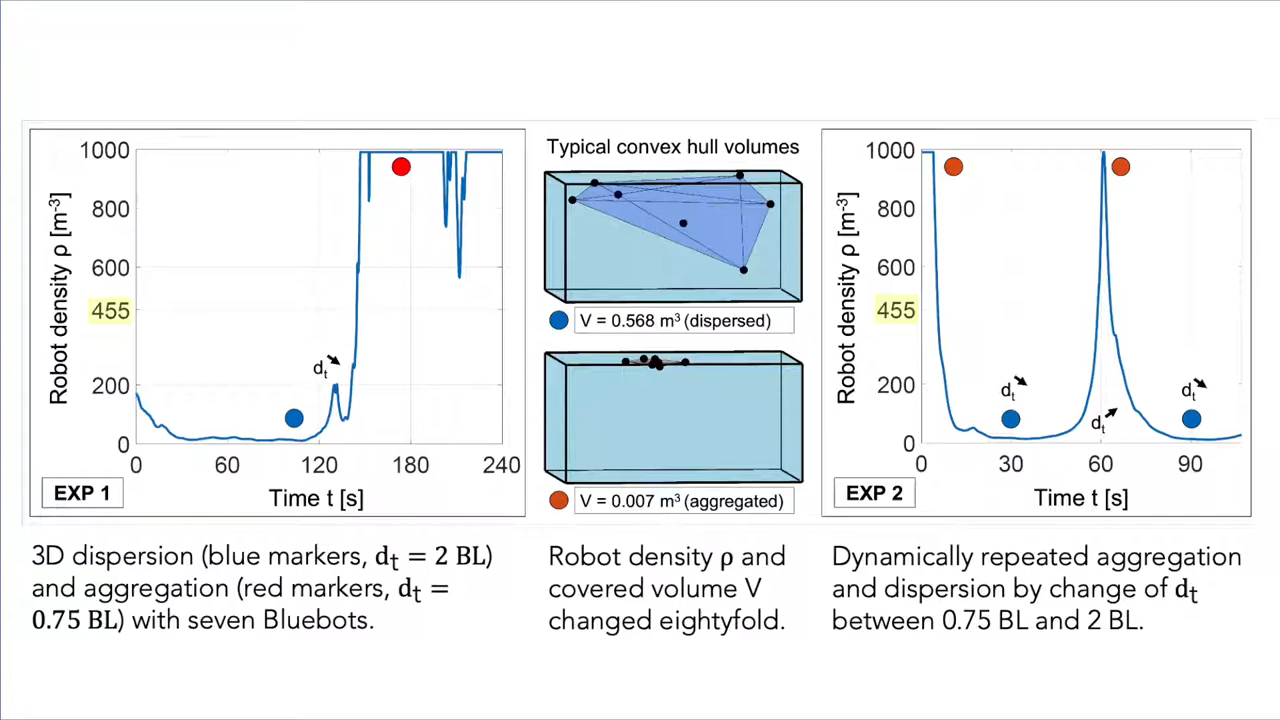 1000
800
600
455
200
0
Robot density ρ [m-3]
dt
0
60
120
180
240
EXP 1
Time t [s]
Typical convex hull volumes
V = 0.568 m³ (dispersed)
V = 0.007 m³ (aggregated)
1000
800
600
455
200
0
Robot density ρ [m-3]
dt
dt
dt
0
30
60
90
EXP 2
Time t [s]
3D dispersion (blue markers, dt = 2 BL)
and aggregation (red markers, dt =
0.75 BL) with seven Bluebots.
Robot density ρ and
covered volume V
changed eightyfold.
Dynamically repeated aggregation
and dispersion by change of dt
between 0.75 BL and 2 BL.